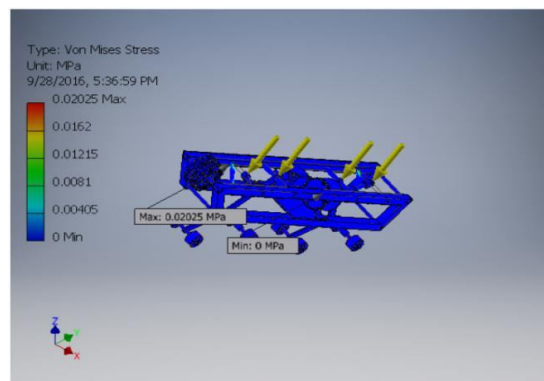 Type: Von Mises Stress
Unit: MPa
9/28/2016, 5:36:59 PM
0.02025 Max
0.0162
0.01215
0.0081
0.00405
0 Min
Max: 0.02025 MPa
Min: 0 MPa
Z
Y
X